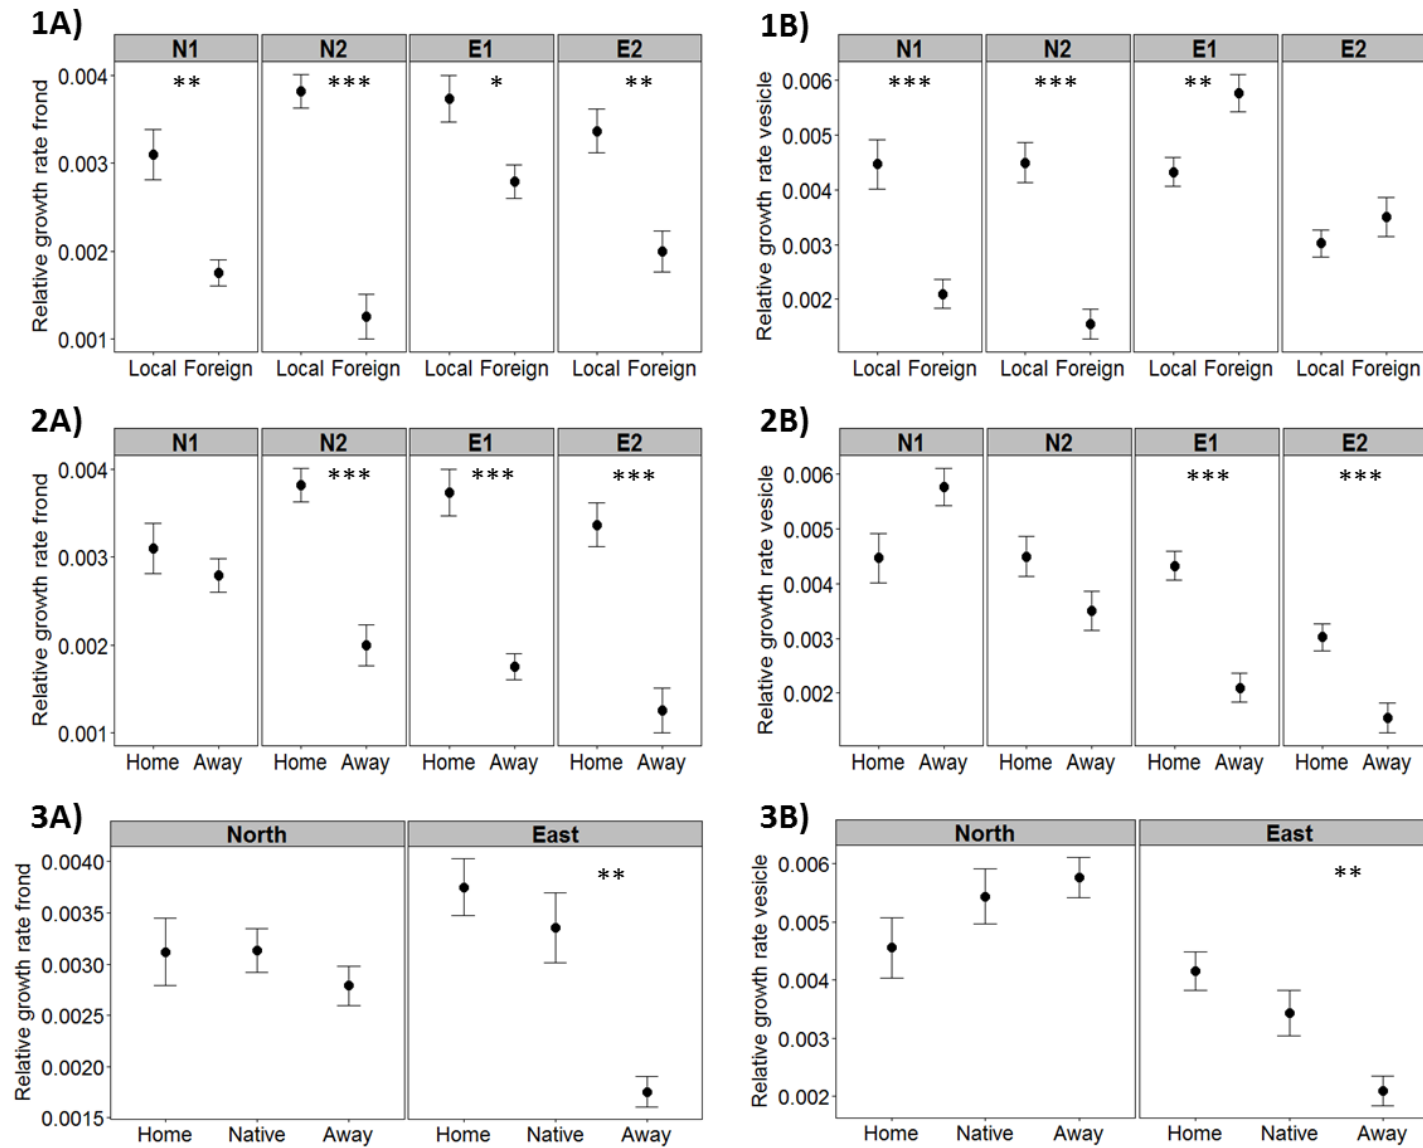 1A)
N1 N2 E1 E2
** *** * **
Relative growth rate frond
0.004
0.003
0.002
0.001
Local Foreign Local Foreign Local Foreign Local Foreign
1B)
N1 N2 E1 E2
*** *** **
Relative growth rate vesicle
0.006
0.005
0.004
0.003
0.002
Local Foreign Local Foreign Local Foreign Local Foreign
2A)
N1 N2 E1 E2
*** *** ***
Relative growth rate frond
0.004
0.003
0.002
0.001
Home Away Home Away Home Away Home Away
2B)
N1 N2 E1 E2
*** ***
Relative growth rate vesicle
0.006
0.005
0.004
0.003
0.002
Home Away Home Away Home Away Home Away
3A)
North East
**
Relative growth rate frond
0.0040
0.0035
0.0030
0.0025
0.0020
0.0015
Home Native Away Home Native Away
3B)
North East
**
Relative growth rate vesicle
0.006
0.005
0.004
0.003
0.002
Home Native Away Home Native Away